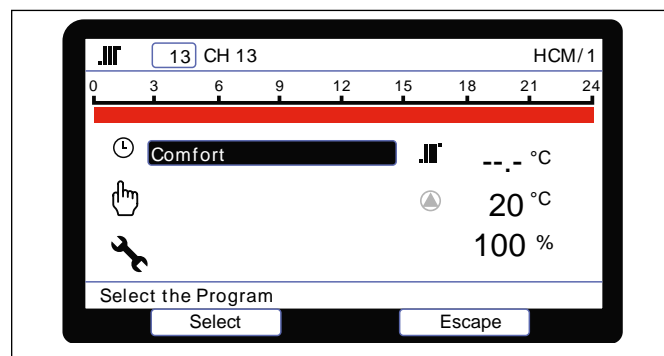 13 CH 13 HCM/1
0 3 6 9 12 15 18 21 24
Comfort --.- °C
20 °C
100 %
Select the Program
Select Escape